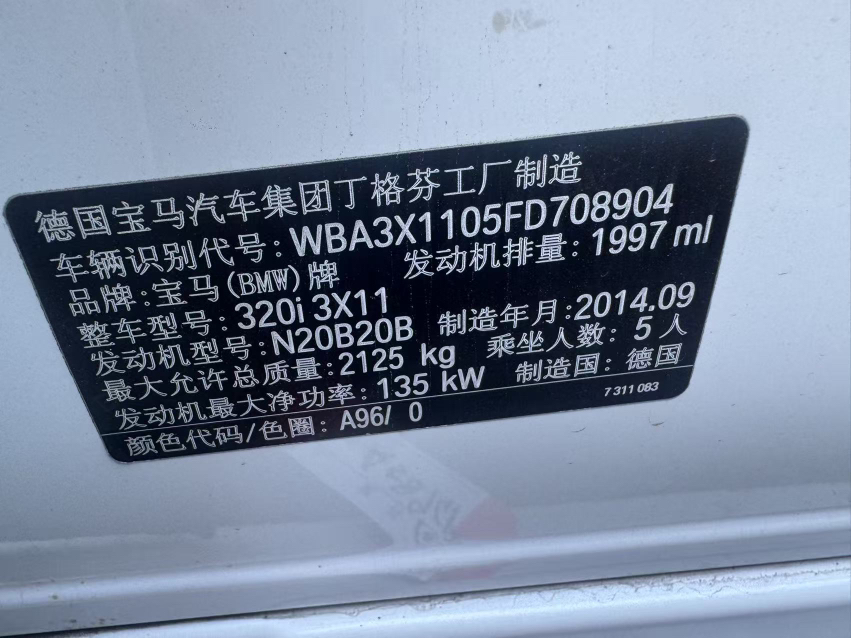 德国宝马汽车集团丁格芬工厂制造
车辆识别代号: WBA3X1105FD708904
品牌: 宝马(BMW)牌 发动机排量: 1997 ml
整车型号: 320i 3X11
发动机型号: N20B20B 制造年月: 2014.09
最大允许总质量: 2125 kg 乘坐人数: 5 人
发动机最大净功率: 135 kW 制造国: 德国
7 311 083
颜色代码/色圈: A96/ 0